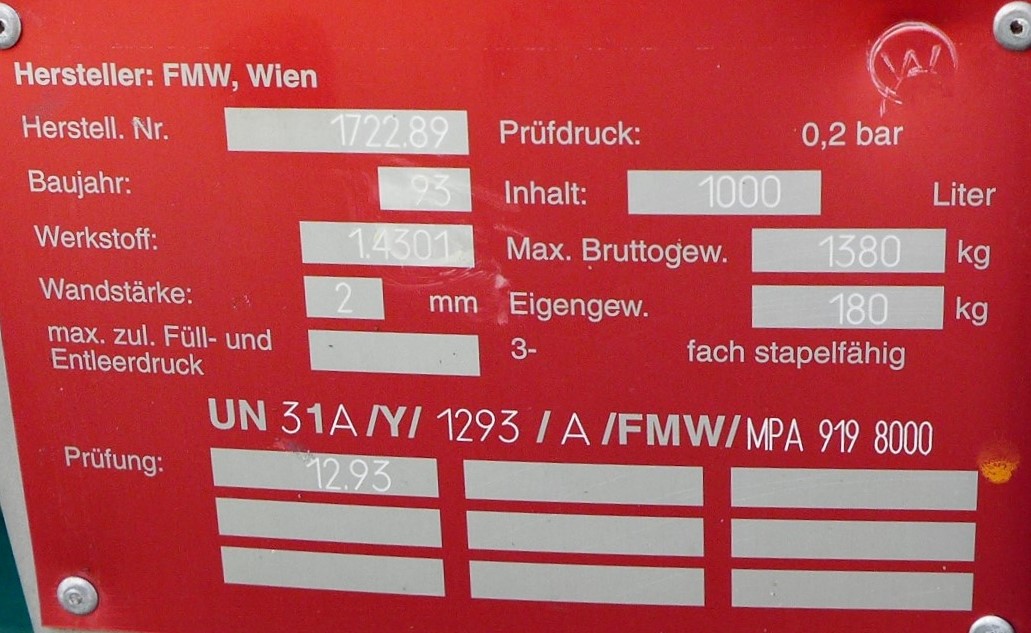 Hersteller: FMW, Wien
Herstell. Nr. 1722.89
Prüfdruck: 0,2 bar
Baujahr: 93
Inhalt: 1000 Liter
Werkstoff: 1.4301
Max. Bruttogew. 1380 kg
Wandstärke: 2 mm
Eigengew. 180 kg
max. zul. Füll- und
Entleerdruck
3- fach stapelfähig
UN 31A /Y/ 1293 / A /FMW/ MPA 919 8000
Prüfung: 12.93